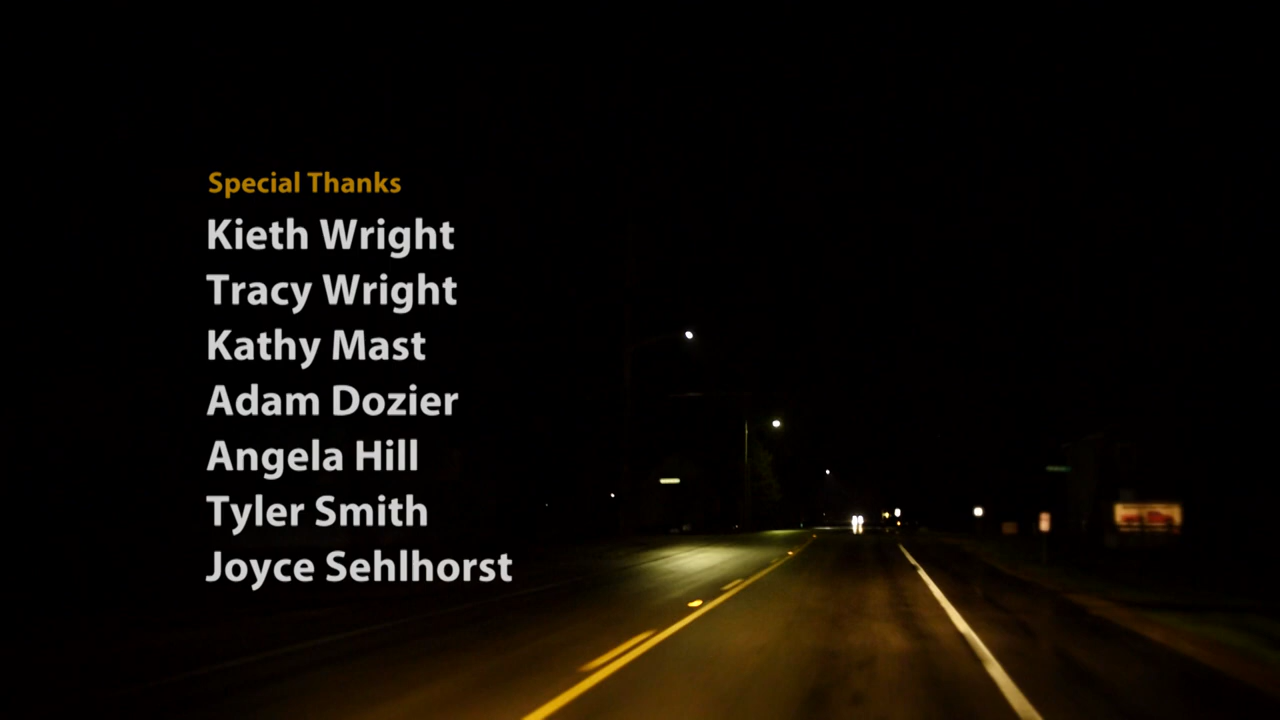 Special Thanks
Kieth Wright
Tracy Wright
Kathy Mast
Adam Dozier
Angela Hill
Tyler Smith
Joyce Sehlhorst